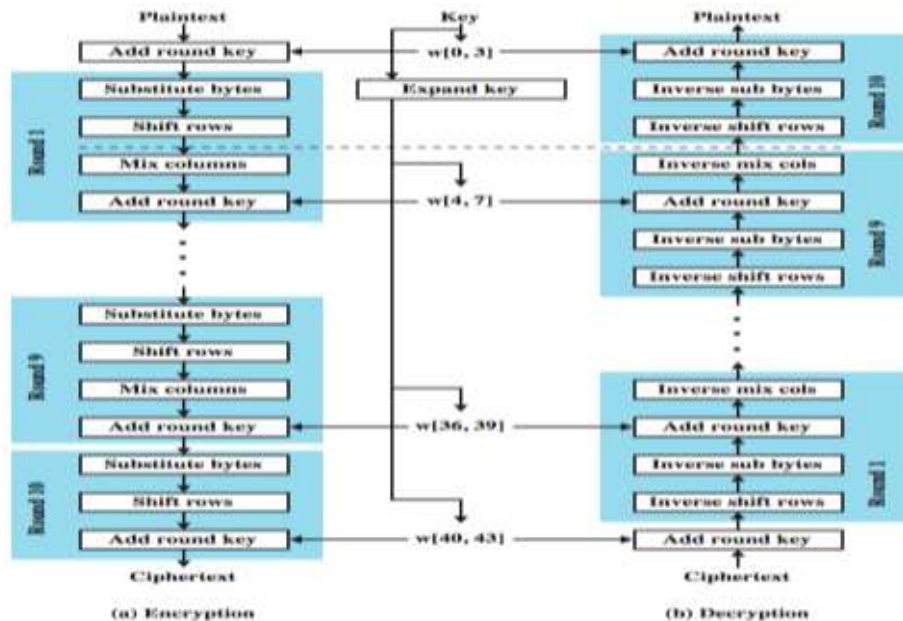 Plaintext
Add round key
Round 1
Substitute bytes
Shift rows
Mix columns
Add round key
Round 9
Substitute bytes
Shift rows
Mix columns
Add round key
Round 10
Substitute bytes
Shift rows
Add round key
Ciphertext
(a) Encryption
Key
w[0, 3]
Expand key
w[4, 7]
w[36, 39]
w[40, 43]
Plaintext
Add round key
Inverse sub bytes
Inverse shift rows
Round 10
Inverse mix cols
Add round key
Inverse sub bytes
Inverse shift rows
Round 9
Inverse mix cols
Add round key
Inverse sub bytes
Inverse shift rows
Round 1
Add round key
Ciphertext
(b) Decryption